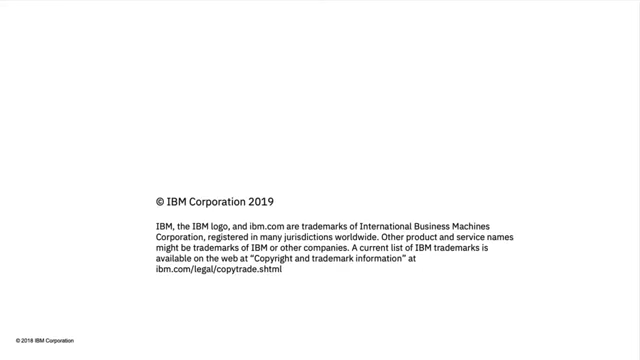 © IBM Corporation 2019
IBM, the IBM logo, and ibm.com are trademarks of International Business Machines
Corporation, registered in many jurisdictions worldwide. Other product and service names
might be trademarks of IBM or other companies. A current list of IBM trademarks is
available on the web at “Copyright and trademark information” at
ibm.com/legal/copytrade.shtml
© 2018 IBM Corporation